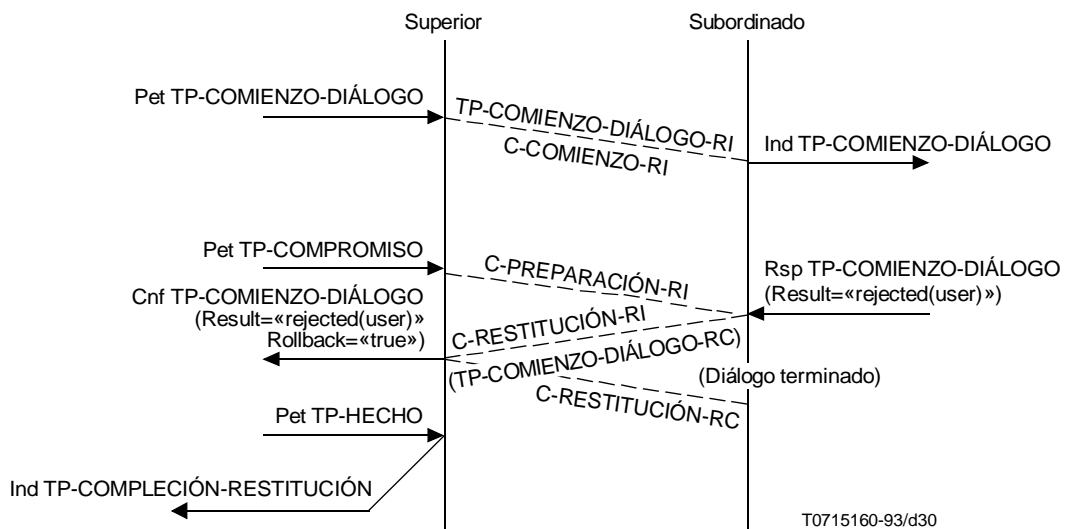 Superior
Subordinado
Pet TP-COMIENZO-DIÁLOGO
TP-COMIENZO-DIÁLOGO-RI
C-COMIENZO-RI
Ind TP-COMIENZO-DIÁLOGO
Pet TP-COMPROMISO
C-PREPARACIÓN-RI
Rsp TP-COMIENZO-DIÁLOGO
(Result=«rejected(user)»)
Cnf TP-COMIENZO-DIÁLOGO
(Result=«rejected(user)»
Rollback=«true»)
C-RESTITUCIÓN-RI
(TP-COMIENZO-DIÁLOGO-RC)
(Diálogo terminado)
C-RESTITUCIÓN-RC
Pet TP-HECHO
Ind TP-COMPLECIÓN-RESTITUCIÓN
T0715160-93/d30